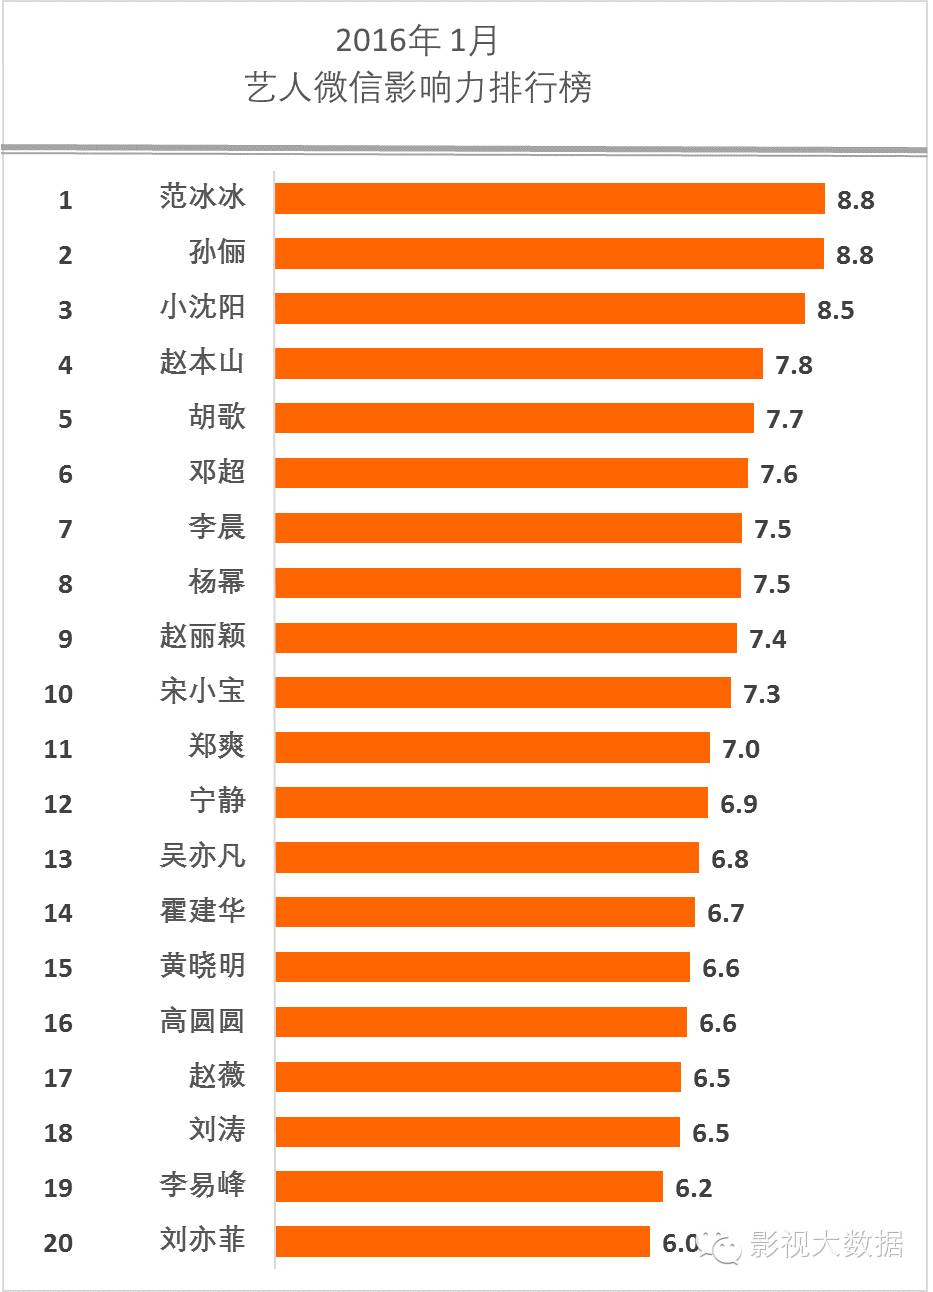 2016年 1月
艺人微信影响力排行榜
1 范冰冰 8.8
2 孙俪 8.8
3 小沈阳 8.5
4 赵本山 7.8
5 胡歌 7.7
6 邓超 7.6
7 李晨 7.5
8 杨幂 7.5
9 赵丽颖 7.4
10 宋小宝 7.3
11 郑爽 7.0
12 宁静 6.9
13 吴亦凡 6.8
14 霍建华 6.7
15 黄晓明 6.6
16 高圆圆 6.6
17 赵薇 6.5
18 刘涛 6.5
19 李易峰 6.2
20 刘亦菲 6.0
影视大数据